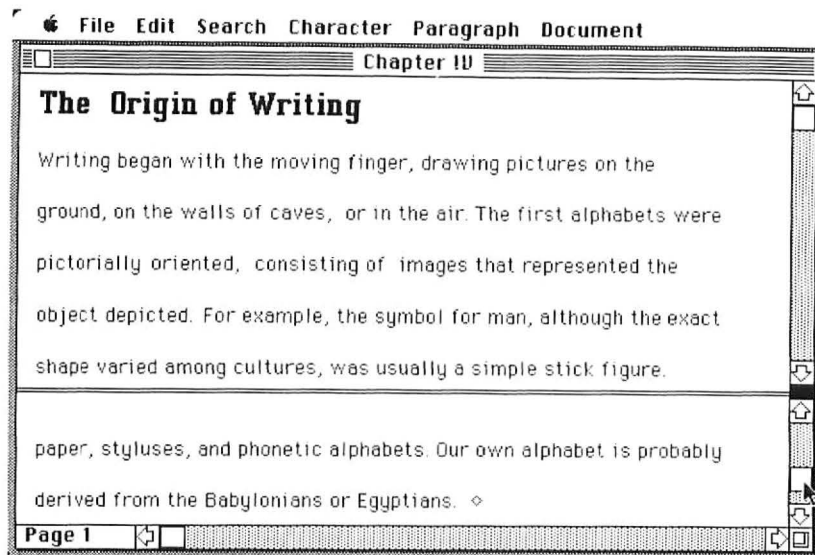 File Edit Search Character Paragraph Document
Chapter IV
The Origin of Writing
Writing began with the moving finger, drawing pictures on the
ground, on the walls of caves, or in the air. The first alphabets were
pictorially oriented, consisting of images that represented the
object depicted. For example, the symbol for man, although the exact
shape varied among cultures, was usually a simple stick figure.
paper, styluses, and phonetic alphabets. Our own alphabet is probably
derived from the Babylonians or Egyptians.
Page 1